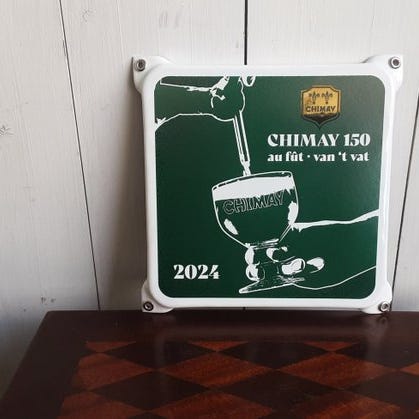 CHIMAY
CHIMAY 150
au fût · van 't vat
CHIMAY
2024